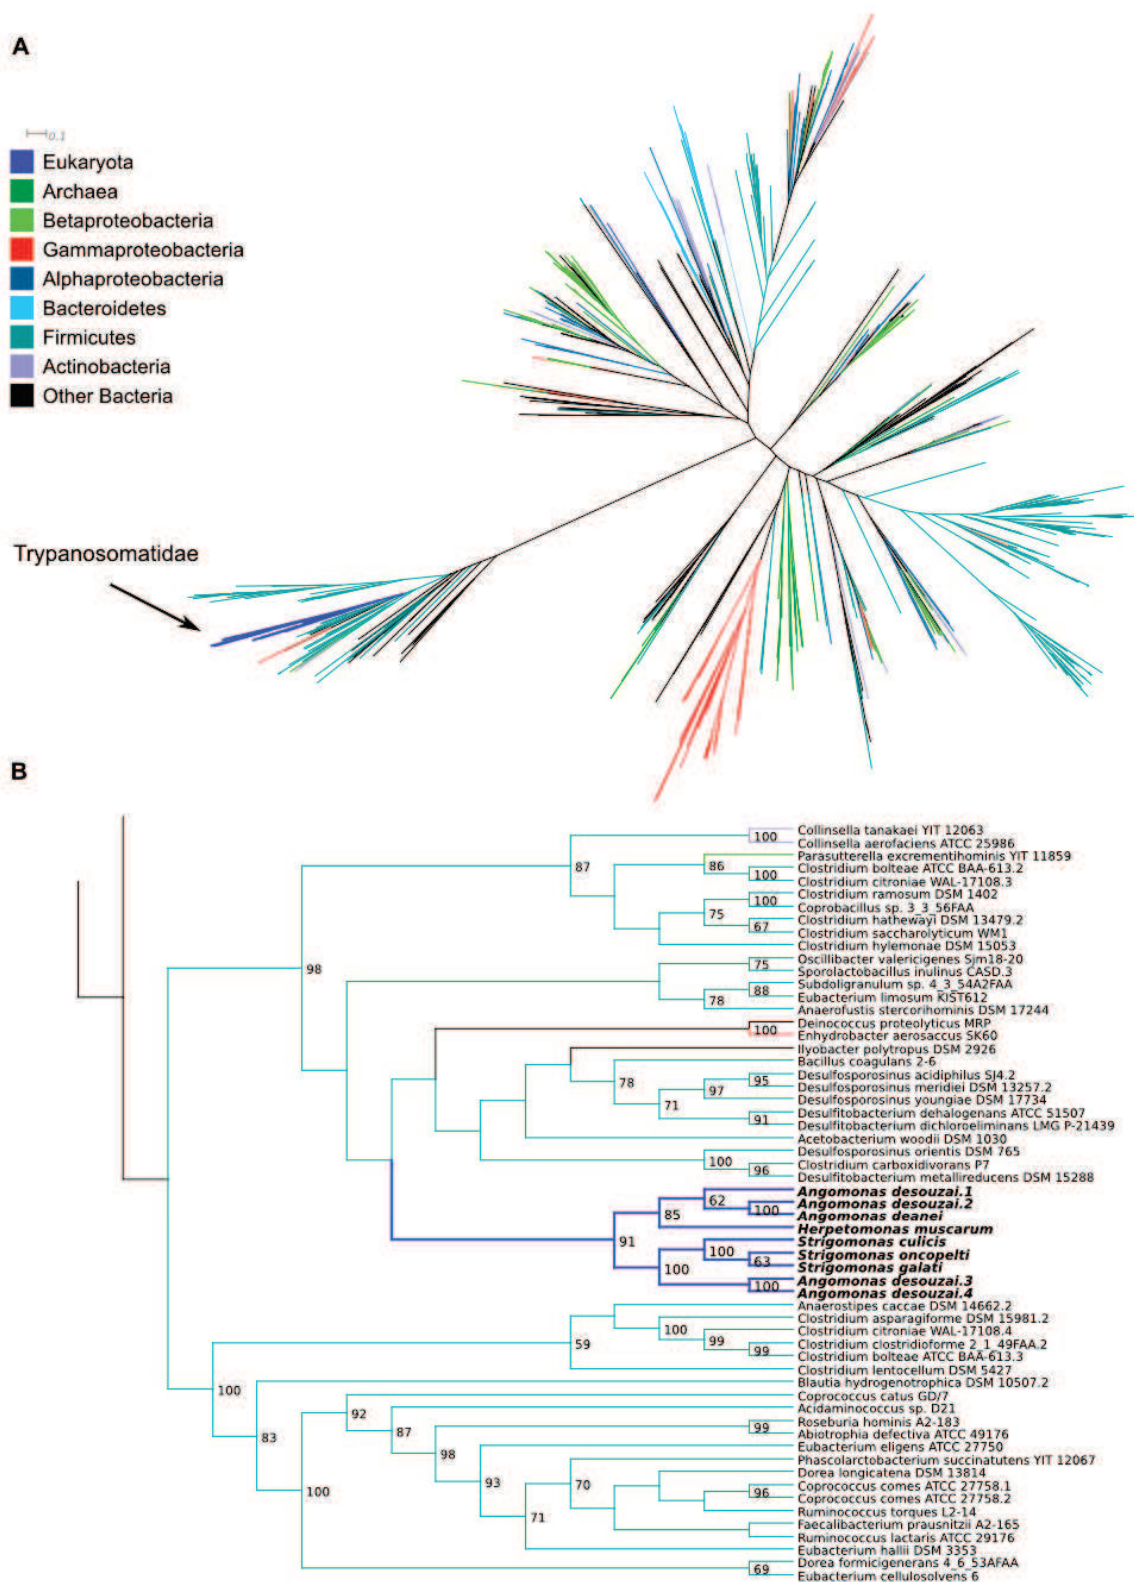 A
0.1
Eukaryota
Archaea
Betaproteobacteria
Gammaproteobacteria
Alphaproteobacteria
Bacteroidetes
Firmicutes
Actinobacteria
Other Bacteria
Trypanosomatidae
B
Collinsella tanakaei YIT 12063
100
Collinsella aerofaciens ATCC 25986
Parasutterella excrementihominis YIT 11859
87
86
Clostridium bolteae ATCC BAA-613.2
100
Clostridium citroniae WAL-17108.3
Clostridium ramosum DSM 1402
100
Coprobacillus sp. 3_3_56FAA
75
Clostridium hathewayi DSM 13479.2
67
Clostridium saccharolyticum WM1
Clostridium hylemonae DSM 15053
98
Oscillibacter valericigenes Sjm18-20
75
Sporolactobacillus inulinus CASD.3
Subdoligranulum sp. 4_3_54A2FAA
88
78
Eubacterium limosum KIST612
Anaerofustis stercorihominis DSM 17244
Deinococcus proteolyticus MRP
100
Enhydrobacter aerosaccus SK60
Ilyobacter polytropus DSM 2926
Bacillus coagulans 2-6
78
Desulfosporosinus acidiphilus SJ4.2
95
97
Desulfosporosinus meridiei DSM 13257.2
71
Desulfosporosinus youngiae DSM 17734
Desulfitobacterium dehalogenans ATCC 51507
91
Desulfitobacterium dichloroeliminans LMG P-21439
Acetobacterium woodii DSM 1030
Desulfosporosinus orientis DSM 765
100
Clostridium carboxidivorans P7
96
Desulfitobacterium metallireducens DSM 15288
Angomonas desouzai.1
62
Angomonas desouzai.2
100
85
Angomonas deanei
Herpetomonas muscarum
91
Strigomonas culicis
100
Strigomonas oncopelti
63
100
Strigomonas galati
Angomonas desouzai.3
100
Angomonas desouzai.4
Anaerostipes caccae DSM 14662.2
Clostridium asparagiforme DSM 15981.2
100
Clostridium citroniae WAL-17108.4
59
99
Clostridium clostridioforme 2_1_49FAA.2
99
Clostridium bolteae ATCC BAA-613.3
Clostridium lentocellum DSM 5427
100
Blautia hydrogenotrophica DSM 10507.2
Coprococcus catus GD/7
92
Acidaminococcus sp. D21
83
87
Roseburia hominis A2-183
99
Abiotrophia defectiva ATCC 49176
98
Eubacterium eligens ATCC 27750
Phascolarctobacterium succinatutens YIT 12067
93
70
Dorea longicatena DSM 13814
100
Coprococcus comes ATCC 27758.1
96
Coprococcus comes ATCC 27758.2
71
Ruminococcus torques L2-14
Faecalibacterium prausnitzii A2-165
Ruminococcus lactaris ATCC 29176
Eubacterium hallii DSM 3353
Dorea formicigenerans 4_6_53AFAA
69
Eubacterium cellulosolvens 6